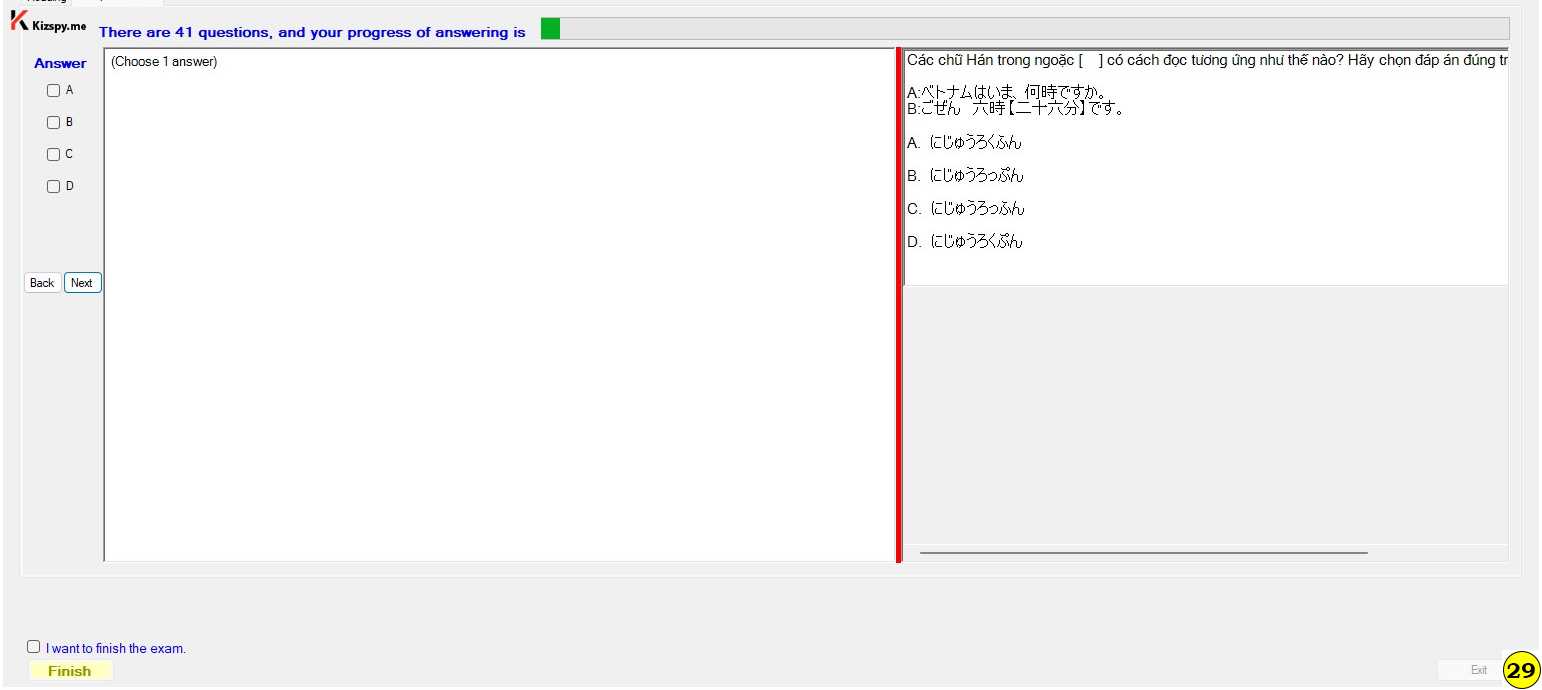 Kizspy.me
There are 41 questions, and your progress of answering is
Answer
A
B
C
D
Back
Next
(Choose 1 answer)
Các chữ Hán trong ngoặc [ ] có cách đọc tương ứng như thế nào? Hãy chọn đáp án đúng tr
A:ベトナムはいま、何時ですか。
B:ごぜん 六時【二十六分】です。
A. にじゅうろくふん
B. にじゅうろっぷん
C. にじゅうろっふん
D. にじゅうろくぷん
I want to finish the exam.
Finish
Exit
29